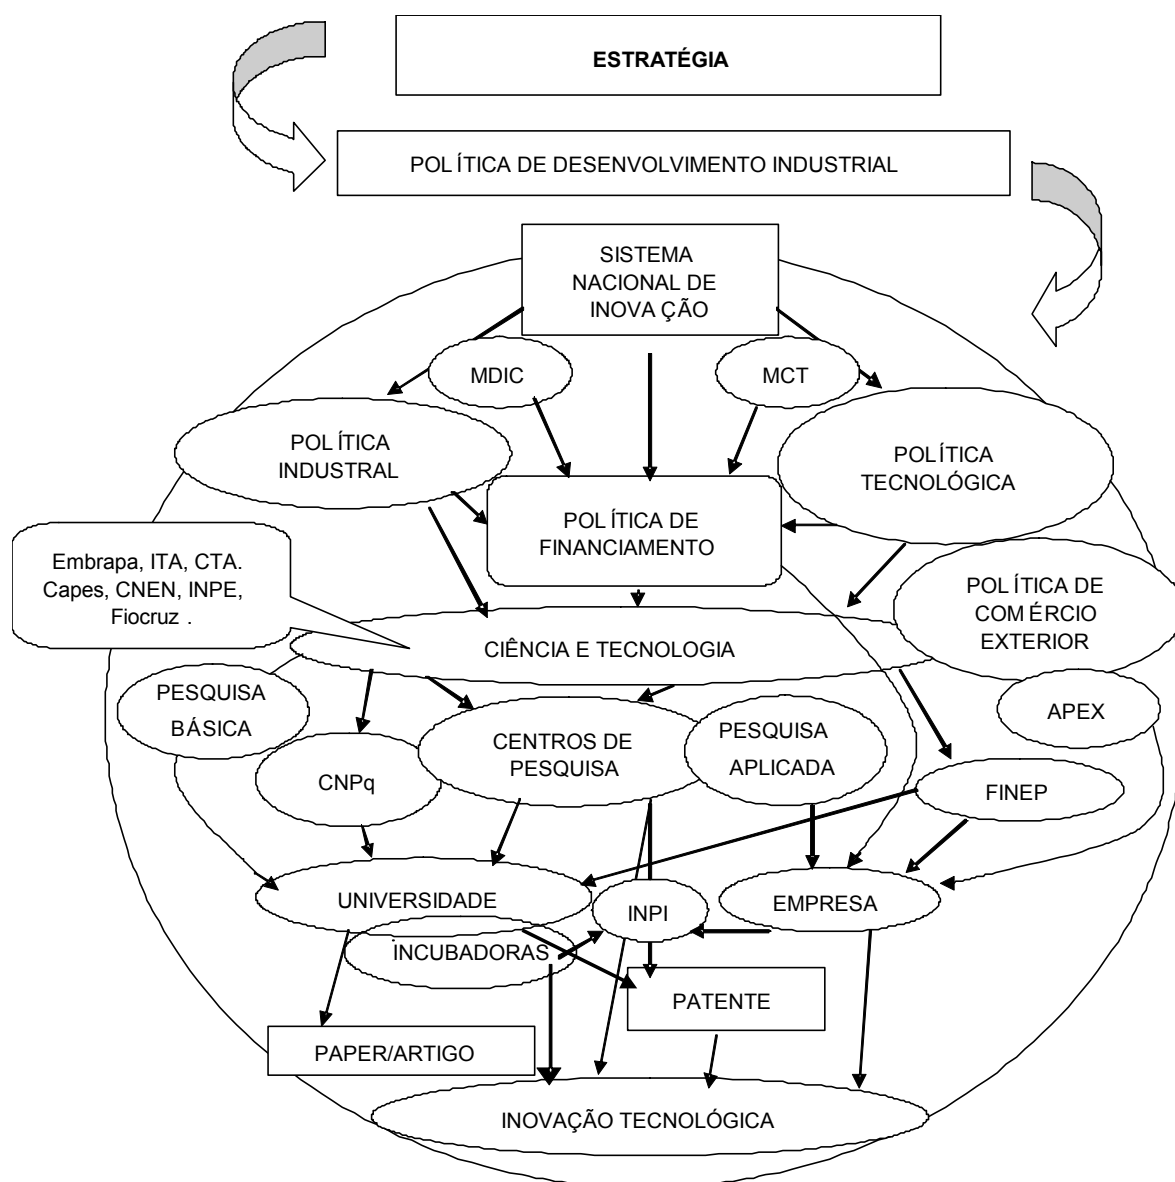 ESTRATÉGIA
POLÍTICA DE DESENVOLVIMENTO INDUSTRIAL
SISTEMA
NACIONAL DE
INOVA ÇÃO
MDIC
MCT
POLÍTICA
INDUSTRAL
POLÍTICA
TECNOLÓGICA
POLÍTICA DE
FINANCIAMENTO
Embrapa, ITA, CTA.
Capes, CNEN, INPE,
Fiocruz .
POLÍTICA DE
COM ÉRCIO
EXTERIOR
CIÊNCIA E TECNOLOGIA
PESQUISA
BÁSICA
APEX
CENTROS DE
PESQUISA
PESQUISA
APLICADA
CNPq
FINEP
UNIVERSIDADE
INPI
EMPRESA
INCUBADORAS
PATENTE
PAPER/ARTIGO
INOVAÇÃO TECNOLÓGICA